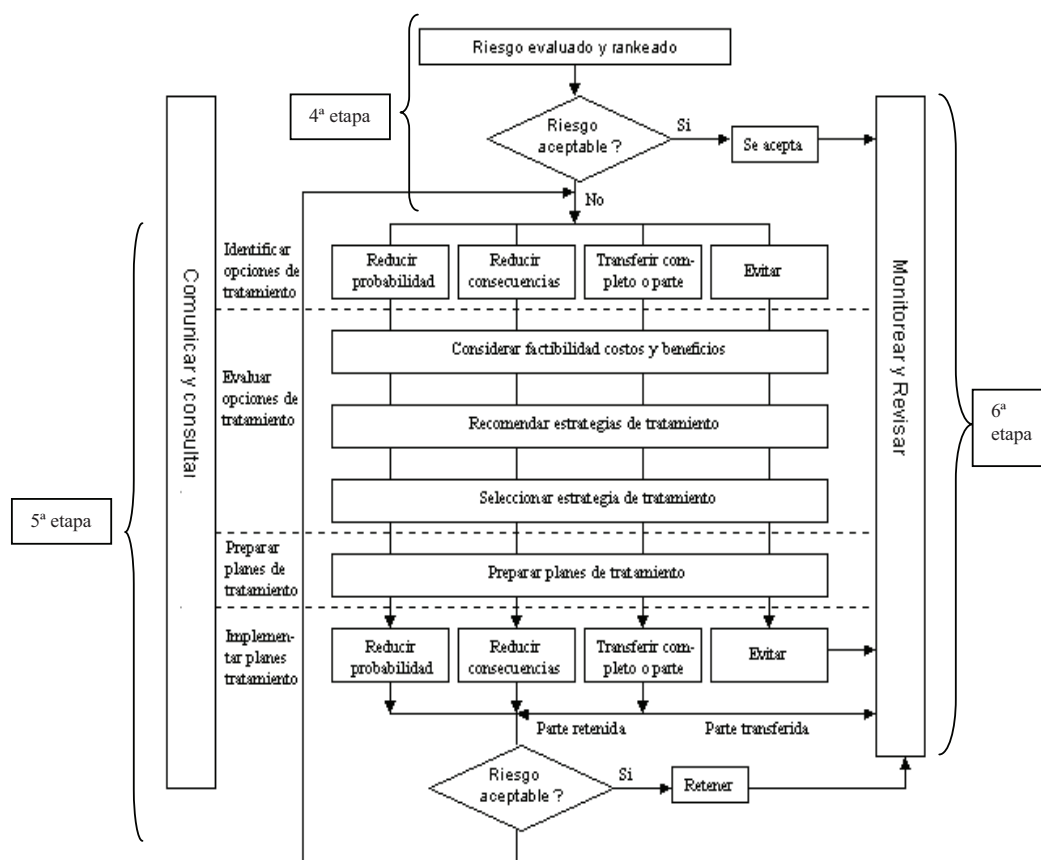 Riesgo evaluado y rankeado
4ª etapa
Riesgo
aceptable ?
Si
Se acepta
No
Comunicar y consultar
Monitorear y Revisar
Identificar
opciones de
tratamiento
Reducir
probabilidad
Reducir
consecuencias
Transferir com-
pleto o parte
Evitar
Considerar factibilidad costos y beneficios
Evaluar
opciones de
tratamiento
Recomendar estrategias de tratamiento
6ª
etapa
Seleccionar estrategia de tratamiento
5ª etapa
Preparar
planes de
tratamiento
Preparar planes de tratamiento
Implemen-
tar planes
tratamiento
Reducir
probabilidad
Reducir
consecuencias
Transferir com-
pleto o parte
Evitar
Parte retenida
Parte transferida
Riesgo
aceptable ?
Si
Retener